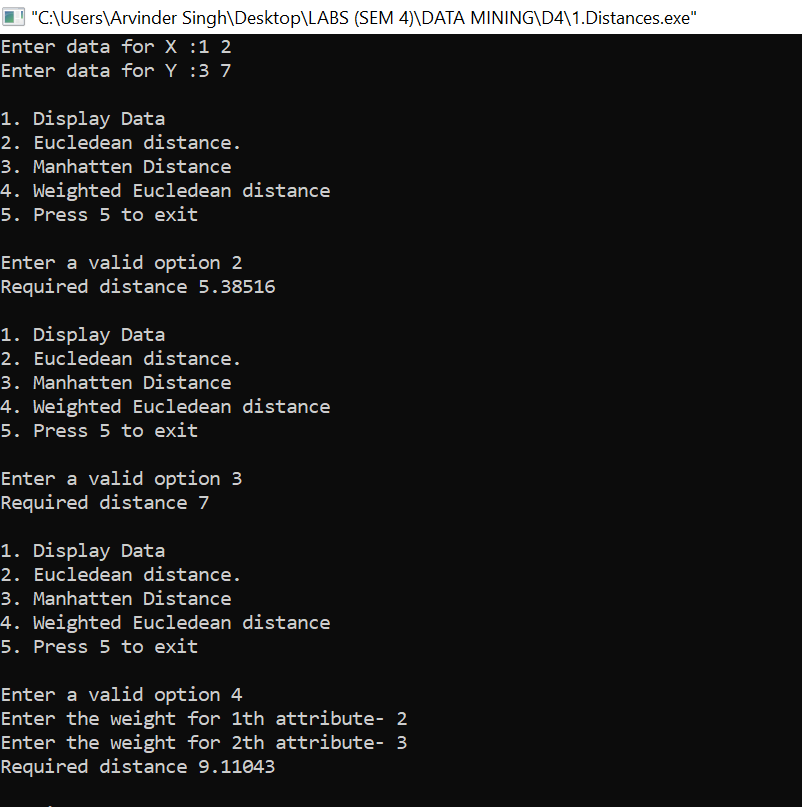 "C:\Users\Arvinder Singh\Desktop\LABS (SEM 4)\DATA MINING\D4\1.Distances.exe"
Enter data for X :1 2
Enter data for Y :3 7
1. Display Data
2. Eucledean distance.
3. Manhatten Distance
4. Weighted Eucledean distance
5. Press 5 to exit
Enter a valid option 2
Required distance 5.38516
1. Display Data
2. Eucledean distance.
3. Manhatten Distance
4. Weighted Eucledean distance
5. Press 5 to exit
Enter a valid option 3
Required distance 7
1. Display Data
2. Eucledean distance.
3. Manhatten Distance
4. Weighted Eucledean distance
5. Press 5 to exit
Enter a valid option 4
Enter the weight for 1th attribute- 2
Enter the weight for 2th attribute- 3
Required distance 9.11043